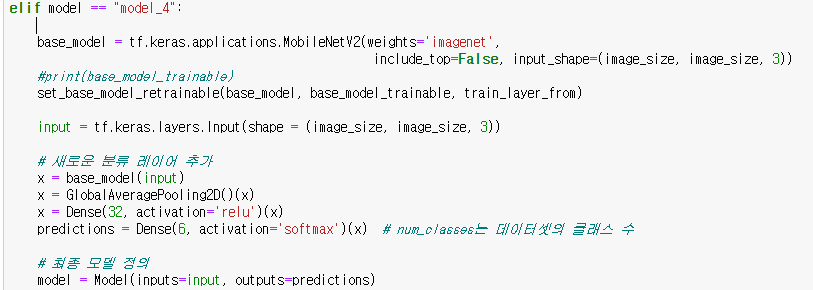 elif model == "model_4":
base_model = tf.keras.applications.MobileNetV2(weights='imagenet',
include_top=False, input_shape=(image_size, image_size, 3))
#print(base_model_trainable)
set_base_model_retrainable(base_model, base_model_trainable, train_layer_from)
input = tf.keras.layers.Input(shape = (image_size, image_size, 3))
# 새로운 분류 레이어 추가
x = base_model(input)
x = GlobalAveragePooling2D()(x)
x = Dense(32, activation='relu')(x)
predictions = Dense(6, activation='softmax')(x) # num_classes는 데이터셋의 클래스 수
# 최종 모델 정의
model = Model(inputs=input, outputs=predictions)